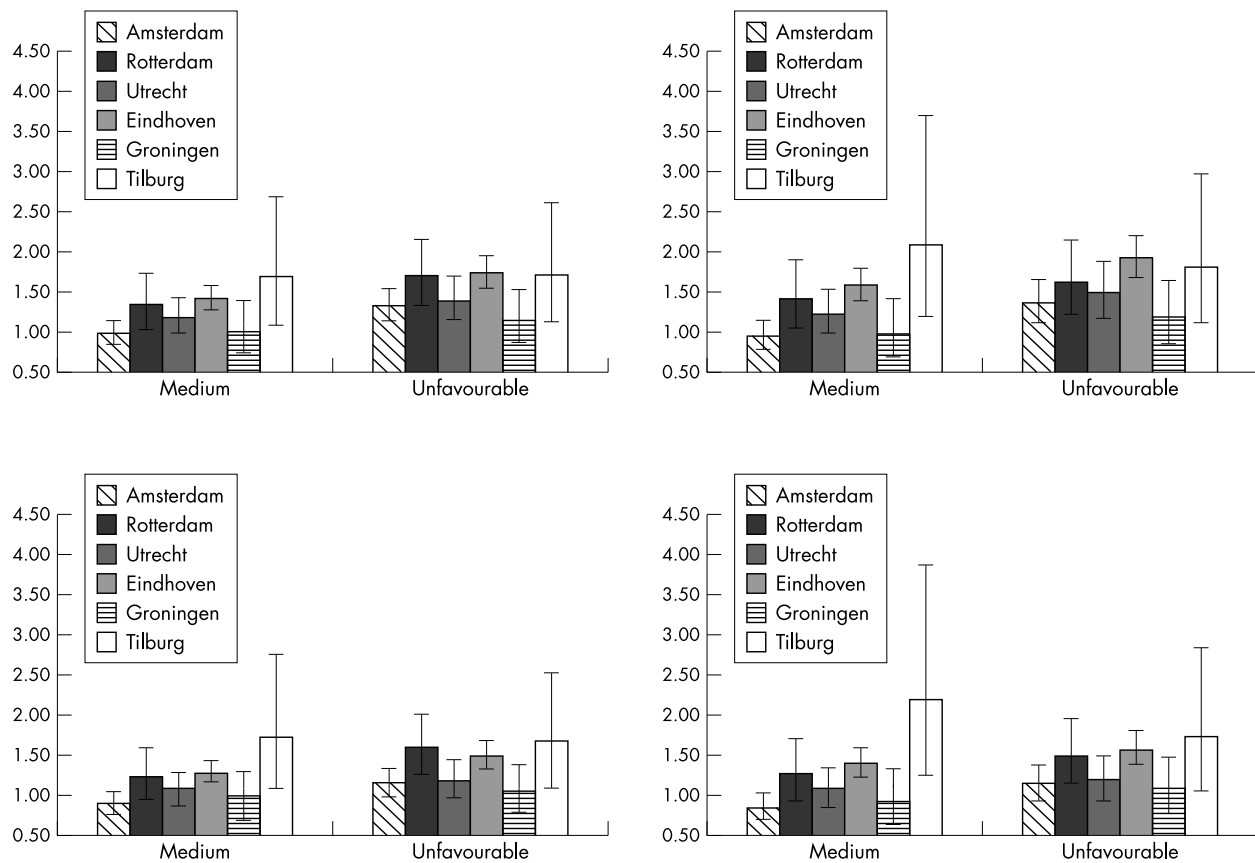 Amsterdam
4.50
Rotterdam
4.00
Utrecht
3.50
Eindhoven
3.00
Groningen
2.50
Tilburg
2.00
1.50
1.00
0.50
Medium Unfavourable
Amsterdam
4.50
Rotterdam
4.00
Utrecht
3.50
Eindhoven
3.00
Groningen
2.50
Tilburg
2.00
1.50
1.00
0.50
Medium Unfavourable
Amsterdam
4.50
Rotterdam
4.00
Utrecht
3.50
Eindhoven
3.00
Groningen
2.50
Tilburg
2.00
1.50
1.00
0.50
Medium Unfavourable
Amsterdam
4.50
Rotterdam
4.00
Utrecht
3.50
Eindhoven
3.00
Groningen
2.50
Tilburg
2.00
1.50
1.00
0.50
Medium Unfavourable